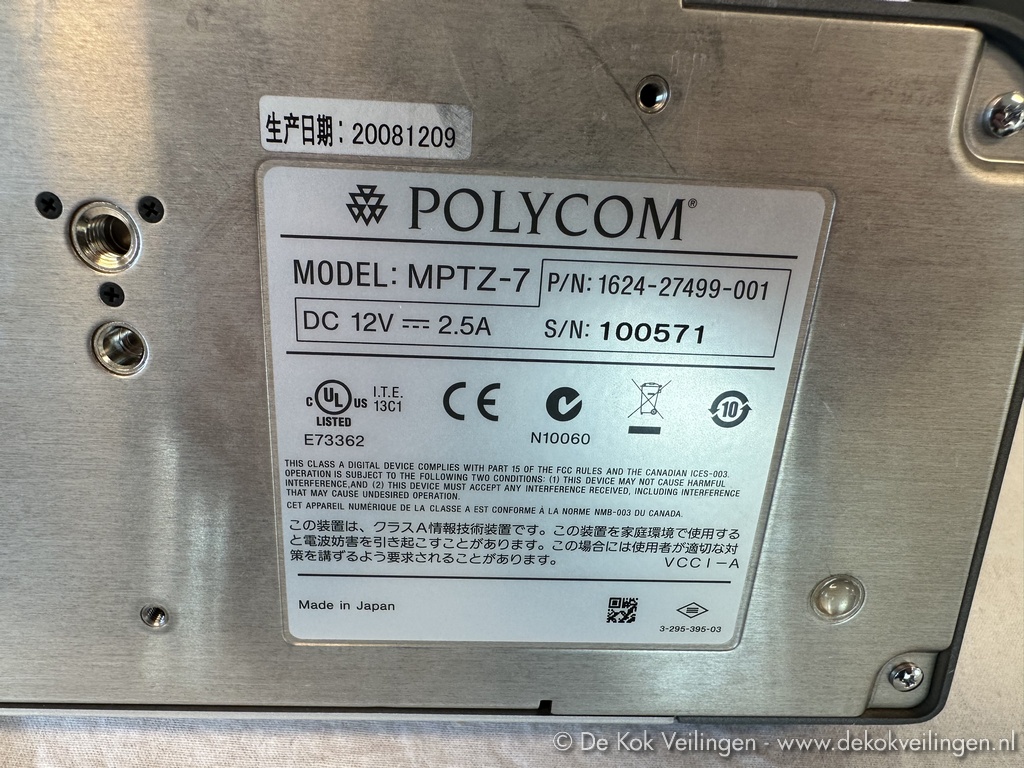 生产日期：20081209
POLYCOM®
MODEL: MPTZ-7
P/N: 1624-27499-001
DC 12V ⎓ 2.5A
S/N: 100571
C UL US
LISTED
I.T.E.
13C1
E73362
CE
N10060
10
THIS CLASS A DIGITAL DEVICE COMPLIES WITH PART 15 OF THE FCC RULES AND THE CANADIAN ICES-003.
OPERATION IS SUBJECT TO THE FOLLOWING TWO CONDITIONS: (1) THIS DEVICE MAY NOT CAUSE HARMFUL
INTERFERENCE,AND (2) THIS DEVICE MUST ACCEPT ANY INTERFERENCE RECEIVED, INCLUDING INTERFERENCE
THAT MAY CAUSE UNDESIRED OPERATION.
CET APPAREIL NUMÉRIQUE DE LA CLASSE A EST CONFORME À LA NORME NMB-003 DU CANADA.
この装置は、クラスA情報技術装置です。この装置を家庭環境で使用する
と電波妨害を引き起こすことがあります。この場合には使用者が適切な対
策を講ずるよう要求されることがあります。
VCCI-A
Made in Japan
3-295-395-03
© De Kok Veilingen - www.dekokveilingen.nl